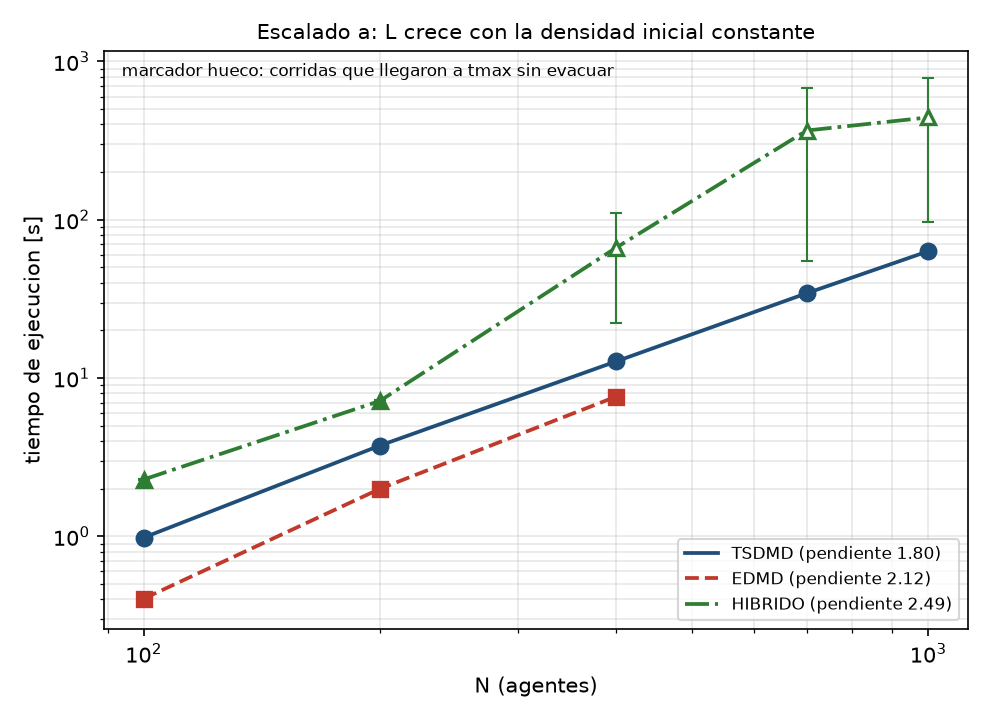 Escalado a: L crece con la densidad inicial constante
marcador hueco: corridas que llegaron a tmax sin evacuar
tiempo de ejecucion [s]
10³
10²
10¹
10⁰
TSDMD (pendiente 1.80)
EDMD (pendiente 2.12)
HIBRIDO (pendiente 2.49)
10² 10³
N (agentes)